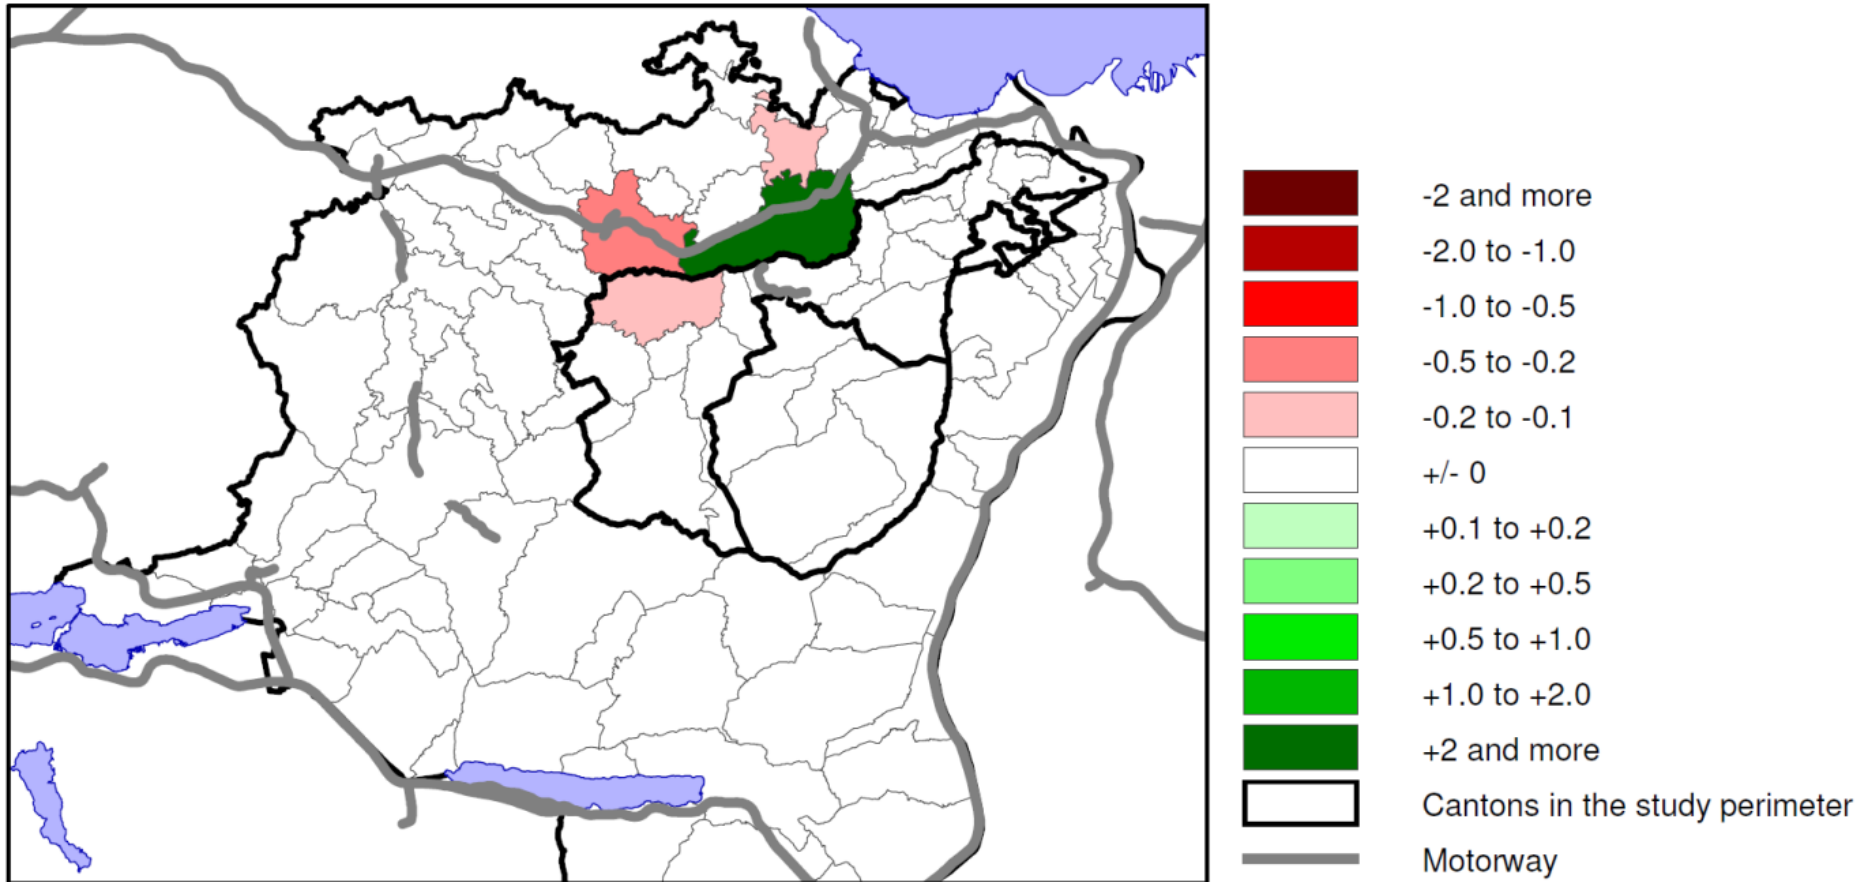 -2 and more
-2.0 to -1.0
-1.0 to -0.5
-0.5 to -0.2
-0.2 to -0.1
+/- 0
+0.1 to +0.2
+0.2 to +0.5
+0.5 to +1.0
+1.0 to +2.0
+2 and more
Cantons in the study perimeter
Motorway